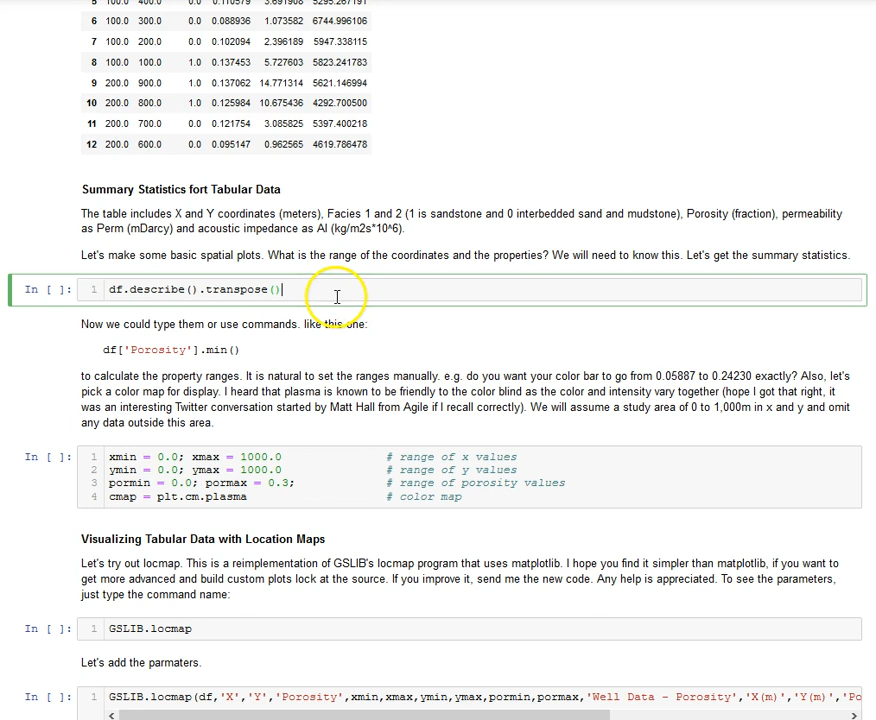 5 100.0 400.0 0.0 0.110579 3.691908 5295.267191
6 100.0 300.0 0.0 0.088936 1.073582 6744.996106
7 100.0 200.0 0.0 0.102094 2.396189 5947.338115
8 100.0 100.0 1.0 0.137453 5.727603 5823.241783
9 200.0 900.0 1.0 0.137062 14.771314 5621.146994
10 200.0 800.0 1.0 0.125984 10.675436 4292.700500
11 200.0 700.0 0.0 0.121754 3.085825 5397.400218
12 200.0 600.0 0.0 0.095147 0.962565 4619.786478
Summary Statistics fort Tabular Data
The table includes X and Y coordinates (meters), Facies 1 and 2 (1 is sandstone and 0 interbedded sand and mudstone), Porosity (fraction), permeability
as Perm (mDarcy) and acoustic impedance as AI (kg/m2s*10^6).
Let's make some basic spatial plots. What is the range of the coordinates and the properties? We will need to know this. Let's get the summary statistics.
In [ ]: 1 df.describe().transpose()
Now we could type them or use commands. like this one:
df['Porosity'].min()
to calculate the property ranges. It is natural to set the ranges manually. e.g. do you want your color bar to go from 0.05887 to 0.24230 exactly? Also, let's
pick a color map for display. I heard that plasma is known to be friendly to the color blind as the color and intensity vary together (hope I got that right, it
was an interesting Twitter conversation started by Matt Hall from Agile if I recall correctly). We will assume a study area of 0 to 1,000m in x and y and omit
any data outside this area.
In [ ]: 1 xmin = 0.0; xmax = 1000.0 # range of x values
2 ymin = 0.0; ymax = 1000.0 # range of y values
3 pormin = 0.0; pormax = 0.3; # range of porosity values
4 cmap = plt.cm.plasma # color map
Visualizing Tabular Data with Location Maps
Let's try out locmap. This is a reimplementation of GSLIB's locmap program that uses matplotlib. I hope you find it simpler than matplotlib, if you want to
get more advanced and build custom plots lock at the source. If you improve it, send me the new code. Any help is appreciated. To see the parameters,
just type the command name:
In [ ]: 1 GSLIB.locmap
Let's add the parmaters.
In [ ]: 1 GSLIB.locmap(df,'X','Y','Porosity',xmin,xmax,ymin,ymax,pormin,pormax,'Well Data - Porosity','X(m)','Y(m)','Po